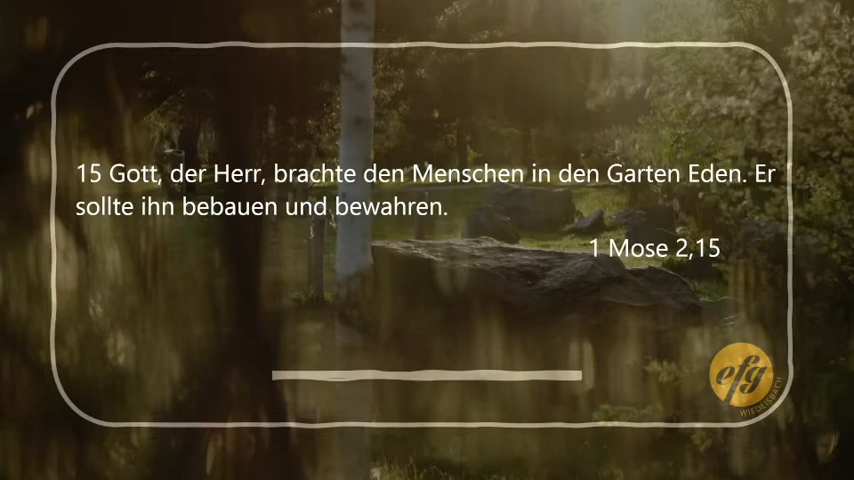 15 Gott, der Herr, brachte den Menschen in den Garten Eden. Er
sollte ihn bebauen und bewahren.
1 Mose 2,15
efg
WIEDLISBACH